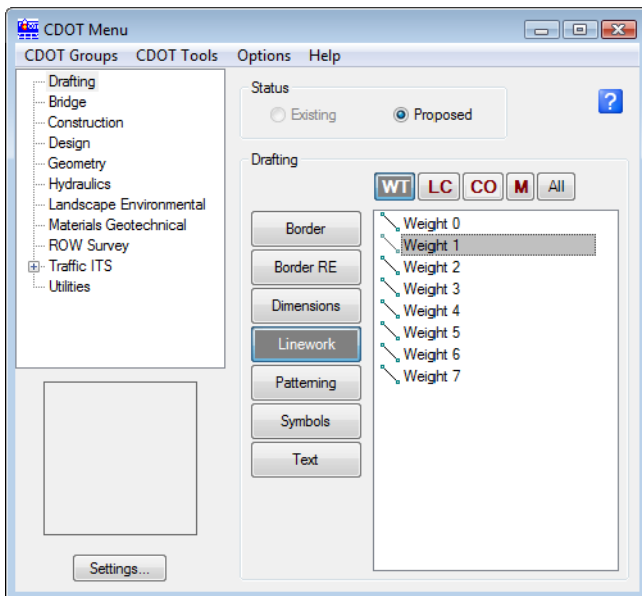 CDOT Menu
CDOT Groups CDOT Tools Options Help
Drafting
Bridge
Construction
Design
Geometry
Hydraulics
Landscape Environmental
Materials Geotechnical
ROW Survey
Traffic ITS
Utilities
Settings...
Status
Existing Proposed
?
Drafting
WT LC CO M All
Border
Border RE
Dimensions
Linework
Patterning
Symbols
Text
Weight 0
Weight 1
Weight 2
Weight 3
Weight 4
Weight 5
Weight 6
Weight 7